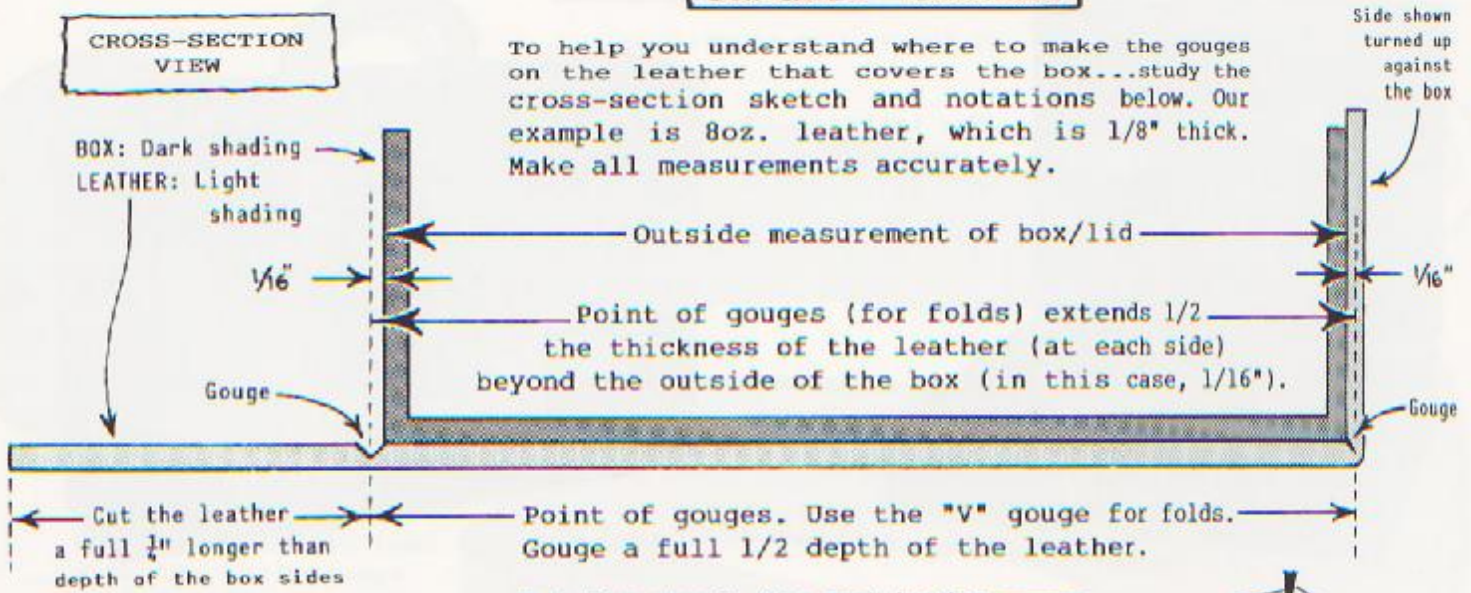 CROSS-SECTION
VIEW
To help you understand where to make the gouges
on the leather that covers the box...study the
cross-section sketch and notations below. Our
example is 8oz. leather, which is 1/8" thick.
Make all measurements accurately.
Side shown
turned up
against
the box
BOX: Dark shading
LEATHER: Light
shading
Outside measurement of box/lid
1/16"
1/16"
Point of gouges (for folds) extends 1/2
the thickness of the leather (at each side)
beyond the outside of the box (in this case, 1/16").
Gouge
Gouge
Cut the leather
a full ¼" longer than
depth of the box sides
Point of gouges. Use the "V" gouge for folds.
Gouge a full 1/2 depth of the leather.